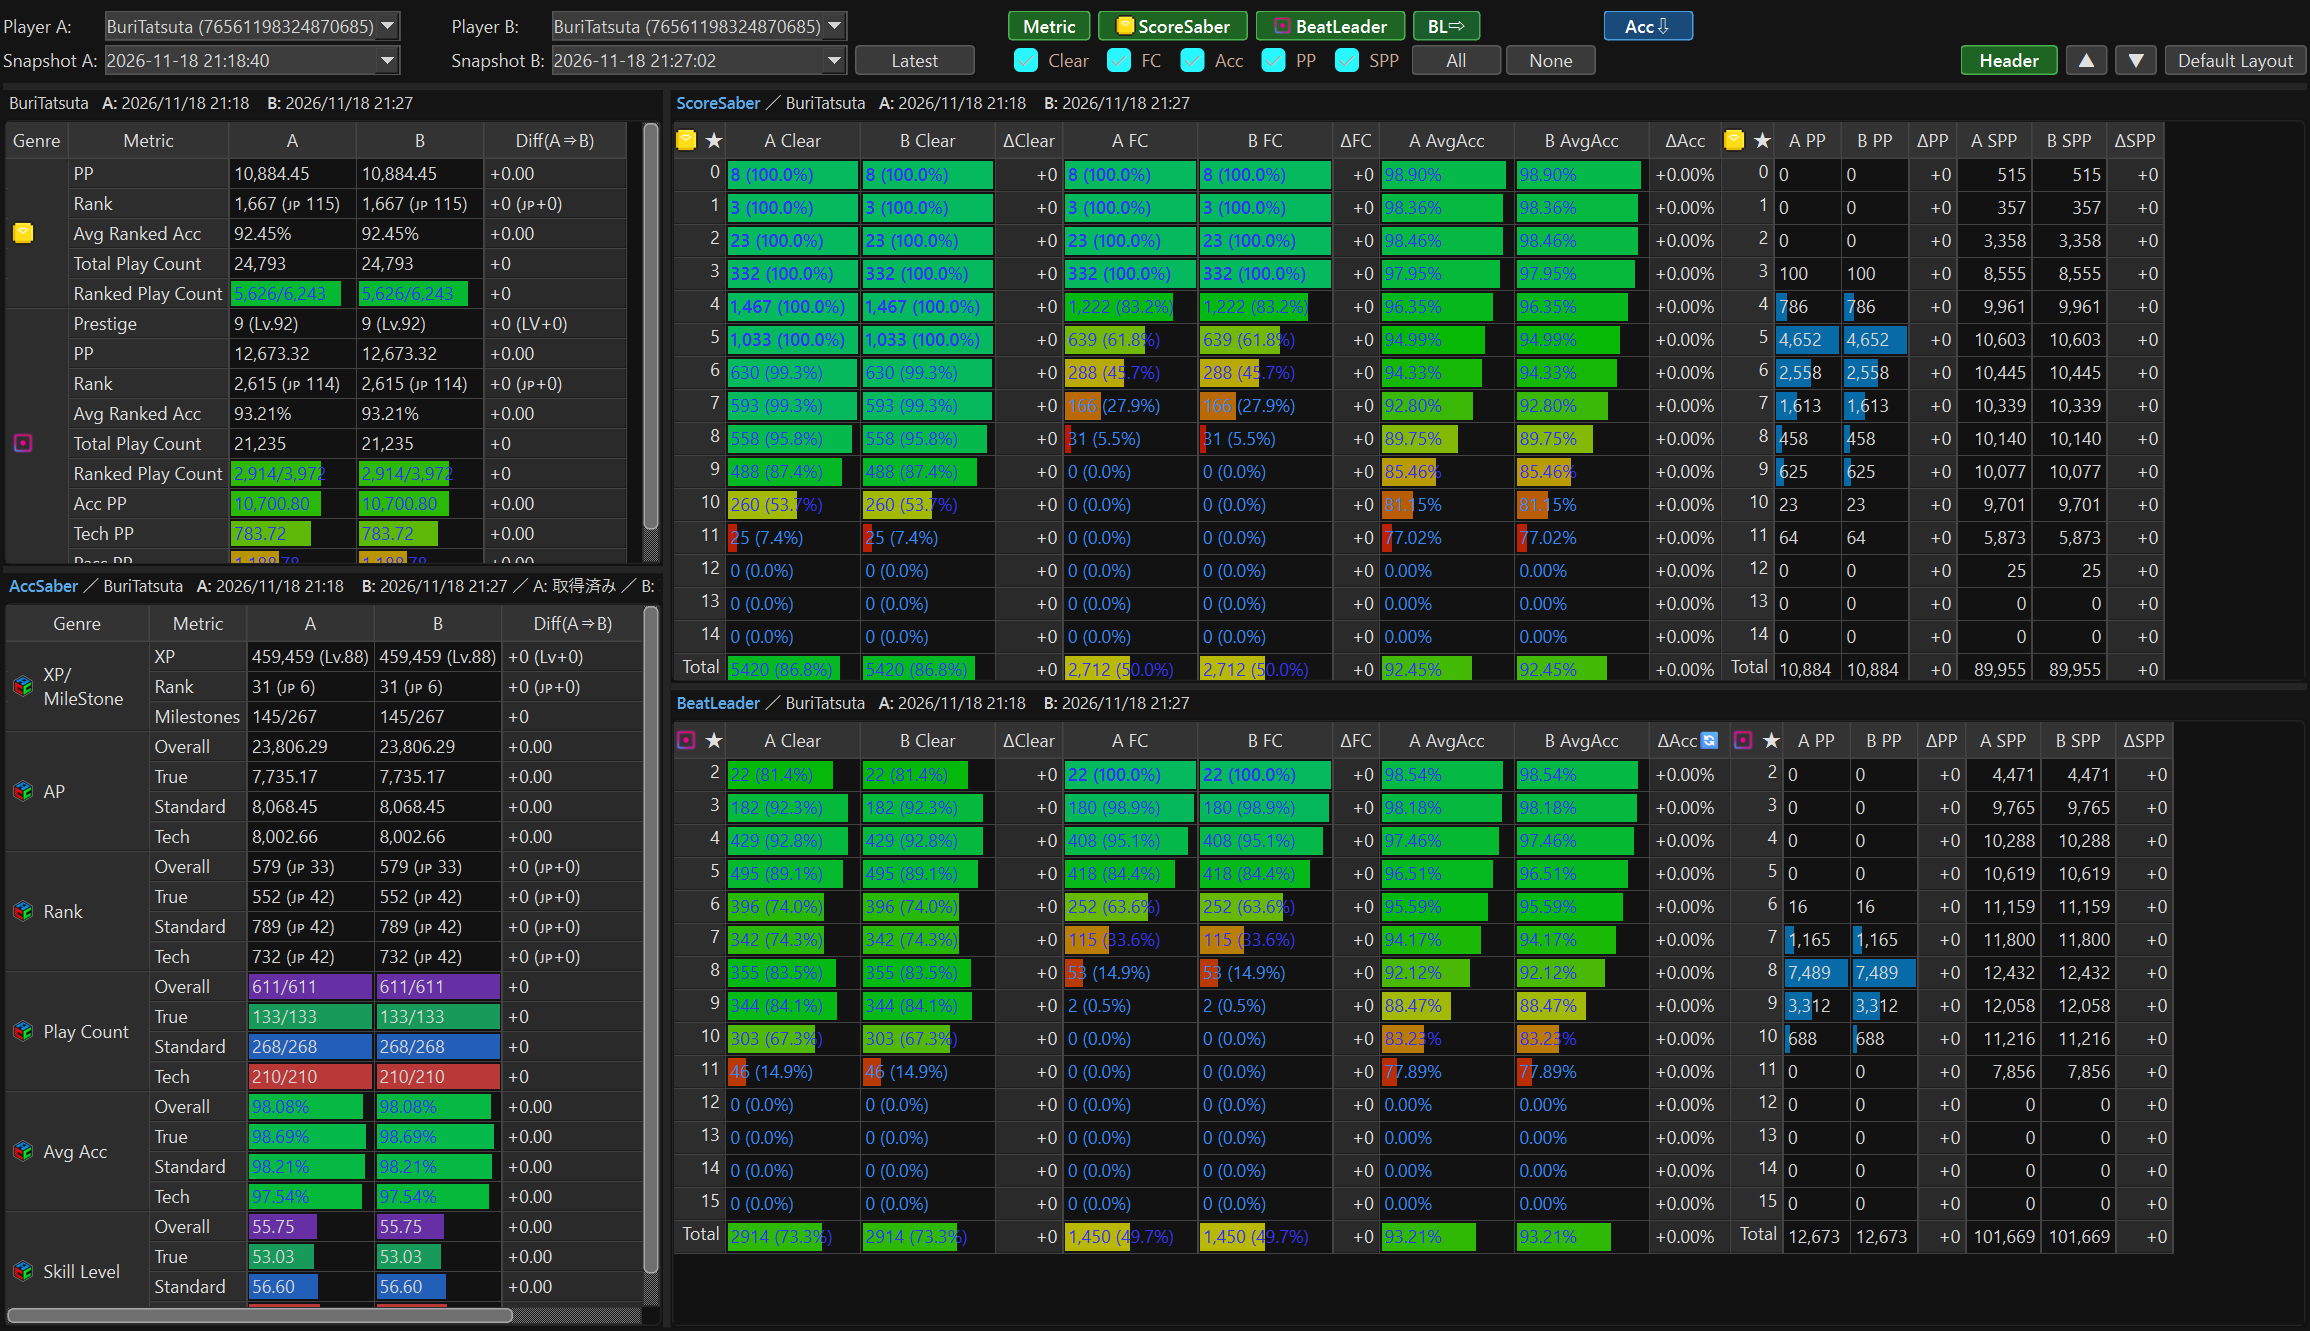 Player A: BuriTatsuta (76561198324870685) Player B: BuriTatsuta (76561198324870685) Metric ScoreSaber BeatLeader BL⇨ Acc⇩
Snapshot A: 2026-11-18 21:18:40 Snapshot B: 2026-11-18 21:27:02 Latest Clear FC Acc PP SPP All None Header ▲ ▼ Default Layout
BuriTatsuta A: 2026/11/18 21:18 B: 2026/11/18 21:27
Genre Metric A B Diff(A⇒B)
PP 10,884.45 10,884.45 +0.00
Rank 1,667 (JP 115) 1,667 (JP 115) +0 (JP+0)
Avg Ranked Acc 92.45% 92.45% +0.00
Total Play Count 24,793 24,793 +0
Ranked Play Count 5,626/6,243 5,626/6,243 +0
Prestige 9 (Lv.92) 9 (Lv.92) +0 (LV+0)
PP 12,673.32 12,673.32 +0.00
Rank 2,615 (JP 114) 2,615 (JP 114) +0 (JP+0)
Avg Ranked Acc 93.21% 93.21% +0.00
Total Play Count 21,235 21,235 +0
Ranked Play Count 2,914/3,972 2,914/3,972 +0
Acc PP 10,700.80 10,700.80 +0.00
Tech PP 783.72 783.72 +0.00
Pass PP 1,188.78 1,188.78 +0.00
AccSaber ／ BuriTatsuta A: 2026/11/18 21:18 B: 2026/11/18 21:27 ／ A: 取得済み ／ B:
Genre Metric A B Diff(A⇒B)
XP/ MileStone
XP 459,459 (Lv.88) 459,459 (Lv.88) +0 (Lv+0)
Rank 31 (JP 6) 31 (JP 6) +0 (JP+0)
Milestones 145/267 145/267 +0
AP
Overall 23,806.29 23,806.29 +0.00
True 7,735.17 7,735.17 +0.00
Standard 8,068.45 8,068.45 +0.00
Tech 8,002.66 8,002.66 +0.00
Rank
Overall 579 (JP 33) 579 (JP 33) +0 (JP+0)
True 552 (JP 42) 552 (JP 42) +0 (JP+0)
Standard 789 (JP 42) 789 (JP 42) +0 (JP+0)
Tech 732 (JP 42) 732 (JP 42) +0 (JP+0)
Play Count
Overall 611/611 611/611 +0
True 133/133 133/133 +0
Standard 268/268 268/268 +0
Tech 210/210 210/210 +0
Avg Acc
Overall 98.08% 98.08% +0.00
True 98.69% 98.69% +0.00
Standard 98.21% 98.21% +0.00
Tech 97.54% 97.54% +0.00
Skill Level
Overall 55.75 55.75 +0.00
True 53.03 53.03 +0.00
Standard 56.60 56.60 +0.00
ScoreSaber ／ BuriTatsuta A: 2026/11/18 21:18 B: 2026/11/18 21:27
★ A Clear B Clear ΔClear A FC B FC ΔFC A AvgAcc B AvgAcc ΔAcc ★ A PP B PP ΔPP A SPP B SPP ΔSPP
0 8 (100.0%) 8 (100.0%) +0 8 (100.0%) 8 (100.0%) +0 98.90% 98.90% +0.00% 0 0 0 +0 515 515 +0
1 3 (100.0%) 3 (100.0%) +0 3 (100.0%) 3 (100.0%) +0 98.36% 98.36% +0.00% 1 0 0 +0 357 357 +0
2 23 (100.0%) 23 (100.0%) +0 23 (100.0%) 23 (100.0%) +0 98.46% 98.46% +0.00% 2 0 0 +0 3,358 3,358 +0
3 332 (100.0%) 332 (100.0%) +0 332 (100.0%) 332 (100.0%) +0 97.95% 97.95% +0.00% 3 100 100 +0 8,555 8,555 +0
4 1,467 (100.0%) 1,467 (100.0%) +0 1,222 (83.2%) 1,222 (83.2%) +0 96.35% 96.35% +0.00% 4 786 786 +0 9,961 9,961 +0
5 1,033 (100.0%) 1,033 (100.0%) +0 639 (61.8%) 639 (61.8%) +0 94.99% 94.99% +0.00% 5 4,652 4,652 +0 10,603 10,603 +0
6 630 (99.3%) 630 (99.3%) +0 288 (45.7%) 288 (45.7%) +0 94.33% 94.33% +0.00% 6 2,558 2,558 +0 10,445 10,445 +0
7 593 (99.3%) 593 (99.3%) +0 166 (27.9%) 166 (27.9%) +0 92.80% 92.80% +0.00% 7 1,613 1,613 +0 10,339 10,339 +0
8 558 (95.8%) 558 (95.8%) +0 31 (5.5%) 31 (5.5%) +0 89.75% 89.75% +0.00% 8 458 458 +0 10,140 10,140 +0
9 488 (87.4%) 488 (87.4%) +0 0 (0.0%) 0 (0.0%) +0 85.46% 85.46% +0.00% 9 625 625 +0 10,077 10,077 +0
10 260 (53.7%) 260 (53.7%) +0 0 (0.0%) 0 (0.0%) +0 81.15% 81.15% +0.00% 10 23 23 +0 9,701 9,701 +0
11 25 (7.4%) 25 (7.4%) +0 0 (0.0%) 0 (0.0%) +0 77.02% 77.02% +0.00% 11 64 64 +0 5,873 5,873 +0
12 0 (0.0%) 0 (0.0%) +0 0 (0.0%) 0 (0.0%) +0 0.00% 0.00% +0.00% 12 0 0 +0 25 25 +0
13 0 (0.0%) 0 (0.0%) +0 0 (0.0%) 0 (0.0%) +0 0.00% 0.00% +0.00% 13 0 0 +0 0 0 +0
14 0 (0.0%) 0 (0.0%) +0 0 (0.0%) 0 (0.0%) +0 0.00% 0.00% +0.00% 14 0 0 +0 0 0 +0
Total 5420 (86.8%) 5420 (86.8%) +0 2,712 (50.0%) 2,712 (50.0%) +0 92.45% 92.45% +0.00% Total 10,884 10,884 +0 89,955 89,955 +0
BeatLeader ／ BuriTatsuta A: 2026/11/18 21:18 B: 2026/11/18 21:27
★ A Clear B Clear ΔClear A FC B FC ΔFC A AvgAcc B AvgAcc ΔAcc ★ A PP B PP ΔPP A SPP B SPP ΔSPP
2 22 (81.4%) 22 (81.4%) +0 22 (100.0%) 22 (100.0%) +0 98.54% 98.54% +0.00% 2 0 0 +0 4,471 4,471 +0
3 182 (92.3%) 182 (92.3%) +0 180 (98.9%) 180 (98.9%) +0 98.18% 98.18% +0.00% 3 0 0 +0 9,765 9,765 +0
4 429 (92.8%) 429 (92.8%) +0 408 (95.1%) 408 (95.1%) +0 97.46% 97.46% +0.00% 4 0 0 +0 10,288 10,288 +0
5 495 (89.1%) 495 (89.1%) +0 418 (84.4%) 418 (84.4%) +0 96.51% 96.51% +0.00% 5 0 0 +0 10,619 10,619 +0
6 396 (74.0%) 396 (74.0%) +0 252 (63.6%) 252 (63.6%) +0 95.59% 95.59% +0.00% 6 16 16 +0 11,159 11,159 +0
7 342 (74.3%) 342 (74.3%) +0 115 (33.6%) 115 (33.6%) +0 94.17% 94.17% +0.00% 7 1,165 1,165 +0 11,800 11,800 +0
8 355 (83.5%) 355 (83.5%) +0 53 (14.9%) 53 (14.9%) +0 92.12% 92.12% +0.00% 8 7,489 7,489 +0 12,432 12,432 +0
9 344 (84.1%) 344 (84.1%) +0 2 (0.5%) 2 (0.5%) +0 88.47% 88.47% +0.00% 9 3,312 3,312 +0 12,058 12,058 +0
10 303 (67.3%) 303 (67.3%) +0 0 (0.0%) 0 (0.0%) +0 83.23% 83.23% +0.00% 10 688 688 +0 11,216 11,216 +0
11 46 (14.9%) 46 (14.9%) +0 0 (0.0%) 0 (0.0%) +0 77.89% 77.89% +0.00% 11 0 0 +0 7,856 7,856 +0
12 0 (0.0%) 0 (0.0%) +0 0 (0.0%) 0 (0.0%) +0 0.00% 0.00% +0.00% 12 0 0 +0 0 0 +0
13 0 (0.0%) 0 (0.0%) +0 0 (0.0%) 0 (0.0%) +0 0.00% 0.00% +0.00% 13 0 0 +0 0 0 +0
14 0 (0.0%) 0 (0.0%) +0 0 (0.0%) 0 (0.0%) +0 0.00% 0.00% +0.00% 14 0 0 +0 0 0 +0
15 0 (0.0%) 0 (0.0%) +0 0 (0.0%) 0 (0.0%) +0 0.00% 0.00% +0.00% 15 0 0 +0 0 0 +0
Total 2914 (73.3%) 2914 (73.3%) +0 1,450 (49.7%) 1,450 (49.7%) +0 93.21% 93.21% +0.00% Total 12,673 12,673 +0 101,669 101,669 +0